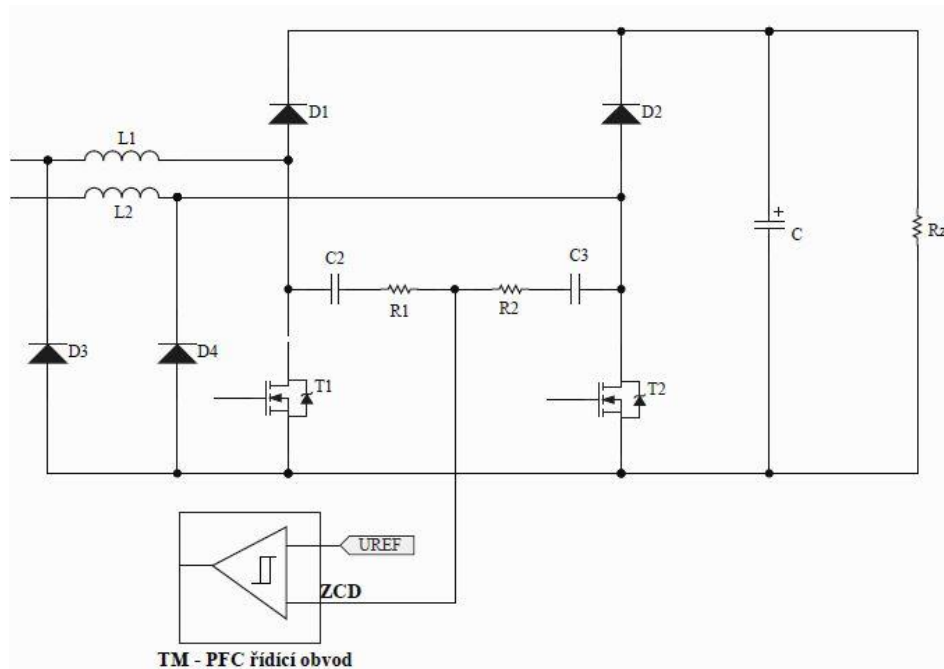 D1
D2
L1
L2
C
Rz
C2
C3
R1
R2
D3
D4
T1
T2
UREF
ZCD
TM - PFC řídící obvod